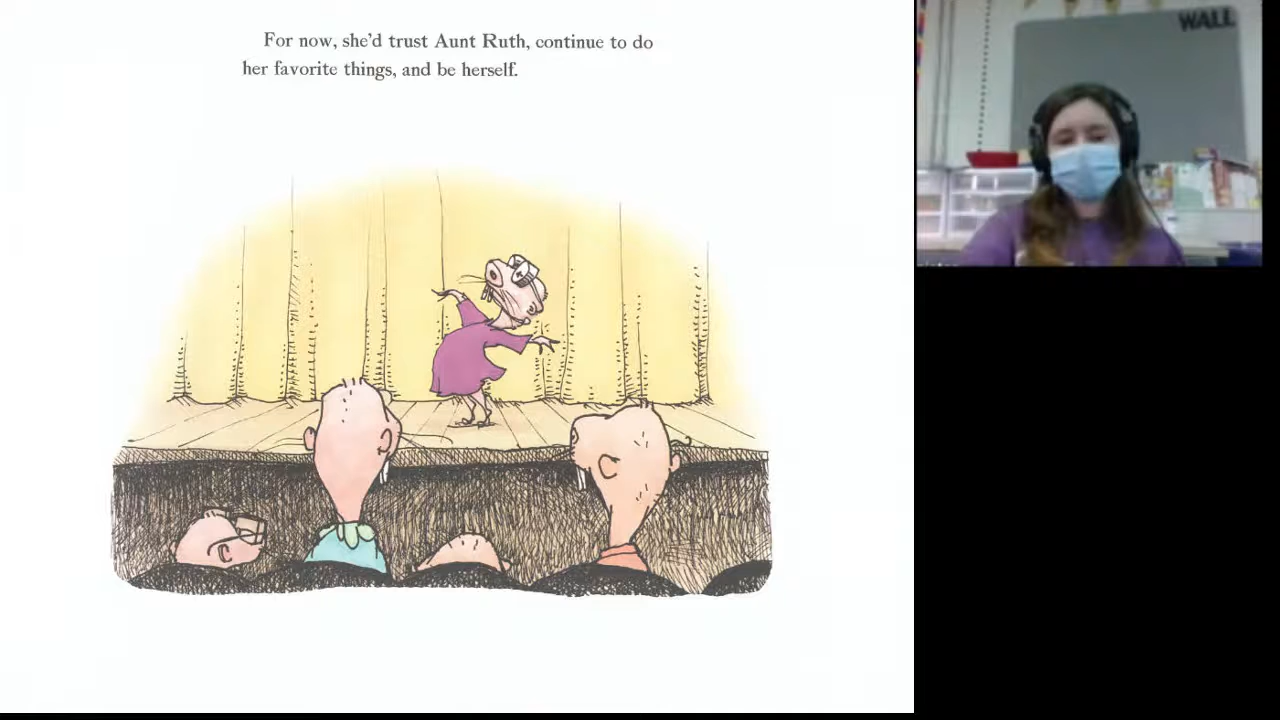 For now, she'd trust Aunt Ruth, continue to do
her favorite things, and be herself.
WALL